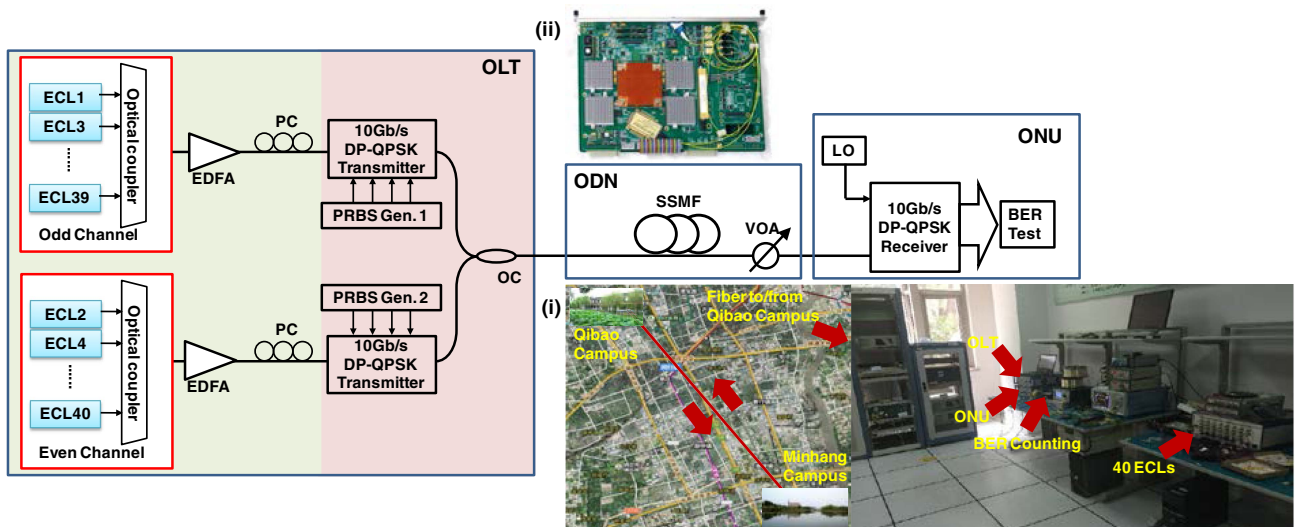 OLT
ECL1
ECL3
ECL39
Optical coupler
Odd Channel
EDFA
PC
10Gb/s
DP-QPSK
Transmitter
PRBS Gen. 1
OC
ECL2
ECL4
ECL40
Optical coupler
Even Channel
EDFA
PC
PRBS Gen. 2
10Gb/s
DP-QPSK
Transmitter
(ii)
ODN
SSMF
VOA
ONU
LO
10Gb/s
DP-QPSK
Receiver
BER
Test
(i)
Qibao
Campus
Fiber to/from
Qibao Campus
Minhang
Campus
OLT
ONU
BER Counting
40 ECLs